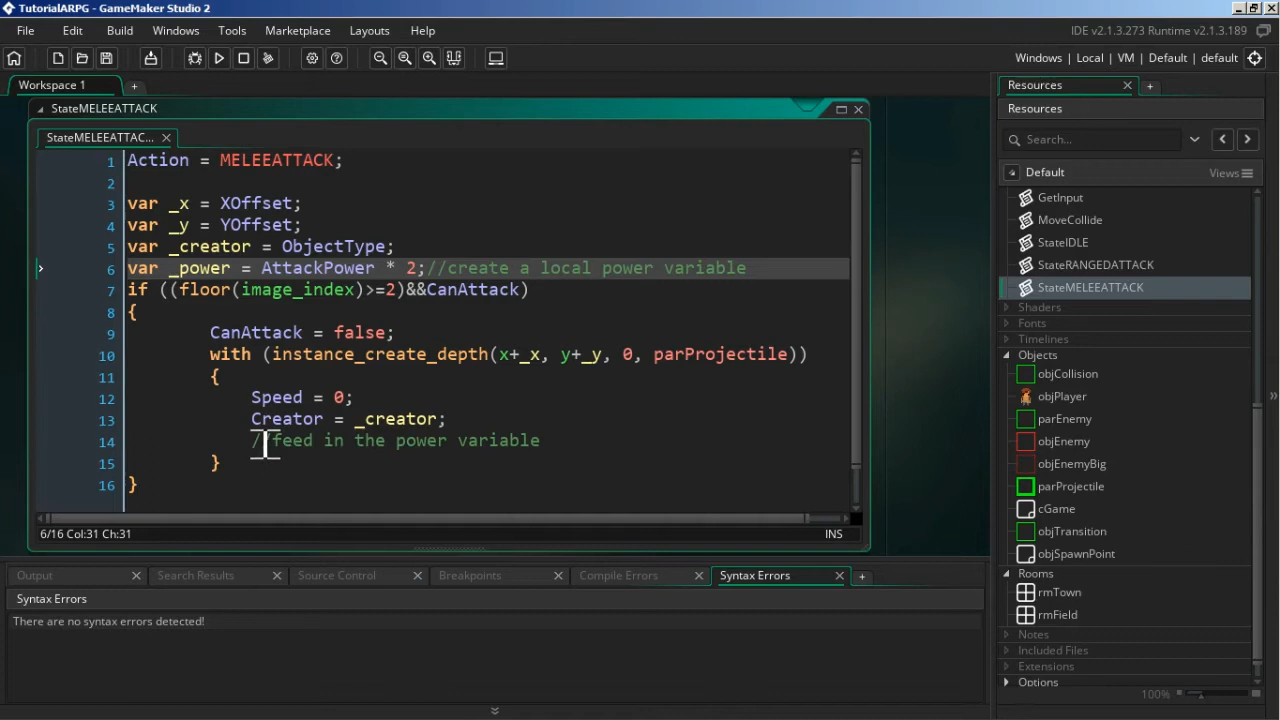 TutorialARPG - GameMaker Studio 2
File Edit Build Windows Tools Marketplace Layouts Help
IDE v2.1.3.273 Runtime v2.1.3.189
Windows | Local | VM | Default | default
Workspace 1
StateMELEEATTACK
StateMELEEATTAC...
1 Action = MELEEATTACK;
2
3 var _x = XOffset;
4 var _y = YOffset;
5 var _creator = ObjectType;
6 var _power = AttackPower * 2;//create a local power variable
7 if ((floor(image_index)>=2)&&CanAttack)
8 {
9 CanAttack = false;
10 with (instance_create_depth(x+_x, y+_y, 0, parProjectile))
11 {
12 Speed = 0;
13 Creator = _creator;
14 //feed in the power variable
15 }
16 }
6/16 Col:31 Ch:31
INS
Output Search Results Source Control Breakpoints Compile Errors Syntax Errors
Syntax Errors
There are no syntax errors detected!
Resources
Resources
Search...
Default
Views
GetInput
MoveCollide
StateIDLE
StateRANGEDATTACK
StateMELEEATTACK
Shaders
Fonts
Timelines
Objects
objCollision
objPlayer
parEnemy
objEnemy
objEnemyBig
parProjectile
cGame
objTransition
objSpawnPoint
Rooms
rmTown
rmField
Notes
Included Files
Extensions
Options
100%